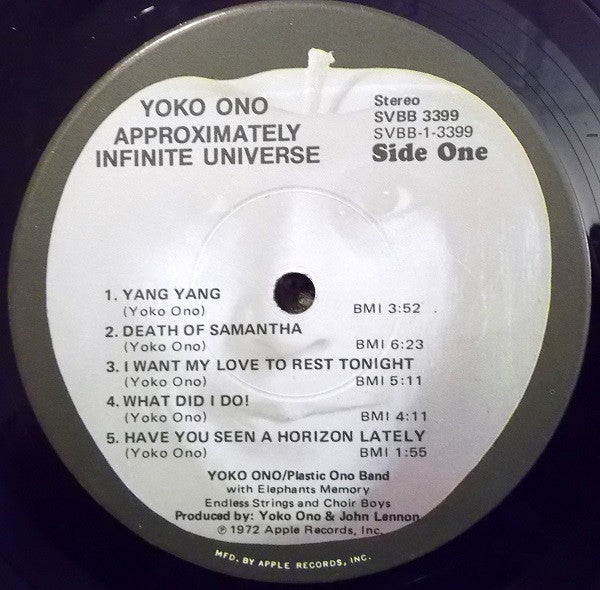 YOKO ONO
APPROXIMATELY
INFINITE UNIVERSE
Stereo
SVBB 3399
SVBB-1-3399
Side One
1. YANG YANG
(Yoko Ono) BMI 3:52
2. DEATH OF SAMANTHA
(Yoko Ono) BMI 6:23
3. I WANT MY LOVE TO REST TONIGHT
(Yoko Ono) BMI 5:11
4. WHAT DID I DO!
(Yoko Ono) BMI 4:11
5. HAVE YOU SEEN A HORIZON LATELY
(Yoko Ono) BMI 1:55
YOKO ONO/Plastic Ono Band
with Elephants Memory
Endless Strings and Choir Boys
Produced by: Yoko Ono & John Lennon
℗ 1972 Apple Records, Inc.
MFD. BY APPLE RECORDS, INC.